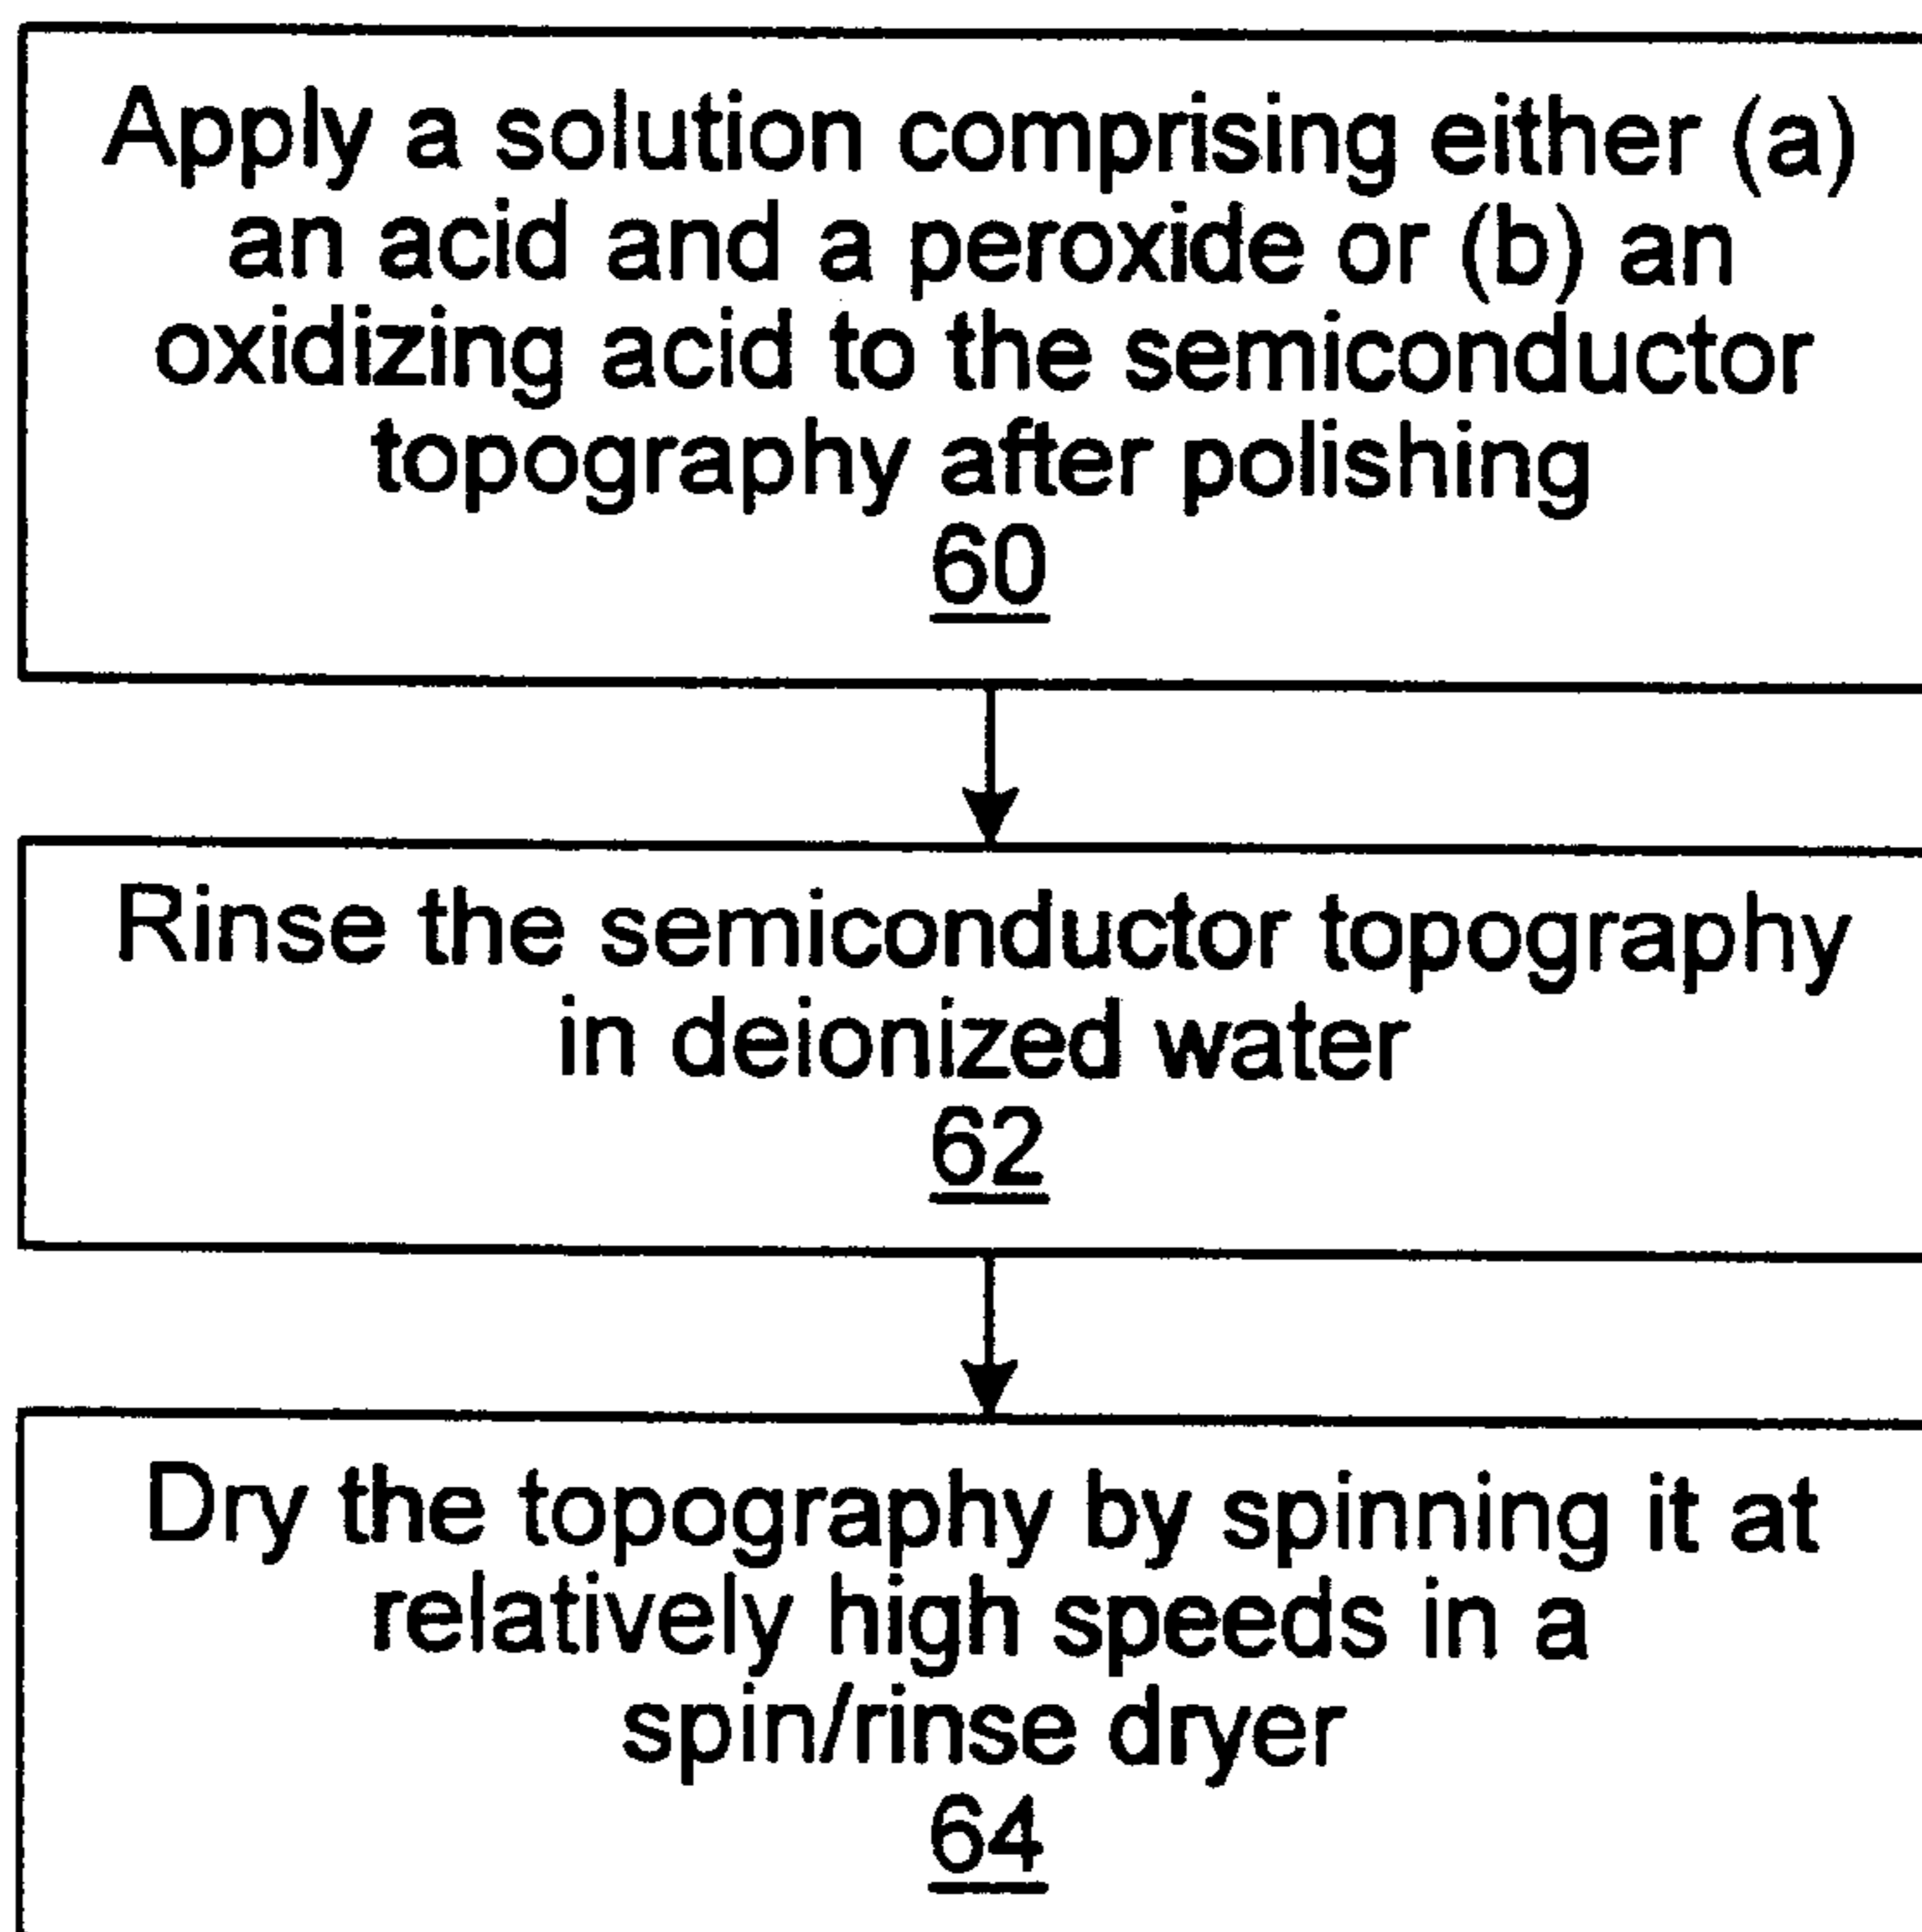 Apply a solution comprising either (a)
an acid and a peroxide or (b) an
oxidizing acid to the semiconductor
topography after polishing
60
Rinse the semiconductor topography
in deionized water
62
Dry the topography by spinning it at
relatively high speeds in a
spin/rinse dryer
64